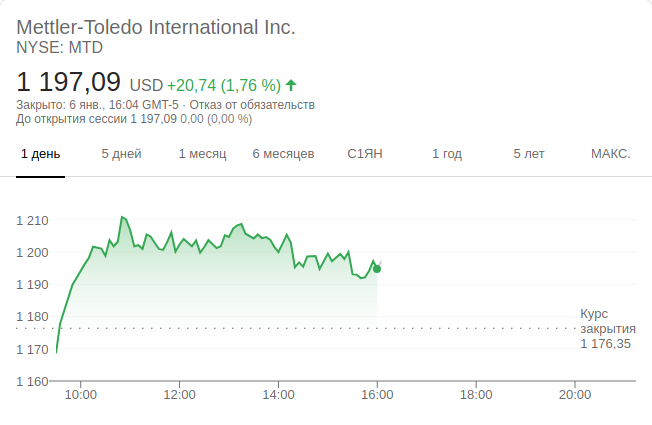 Mettler-Toledo International Inc.
NYSE: MTD
1 197,09 USD +20,74 (1,76 %)
Закрыто: 6 янв., 16:04 GMT-5 · Отказ от обязательств
До открытия сессии 1 197,09 0,00 (0,00 %)
1 день 5 дней 1 месяц 6 месяцев С1ЯН 1 год 5 лет МАКС.
1 210
1 200
1 190
1 180
1 170
1 160
Курс
закрытия
1 176,35
10:00 12:00 14:00 16:00 18:00 20:00